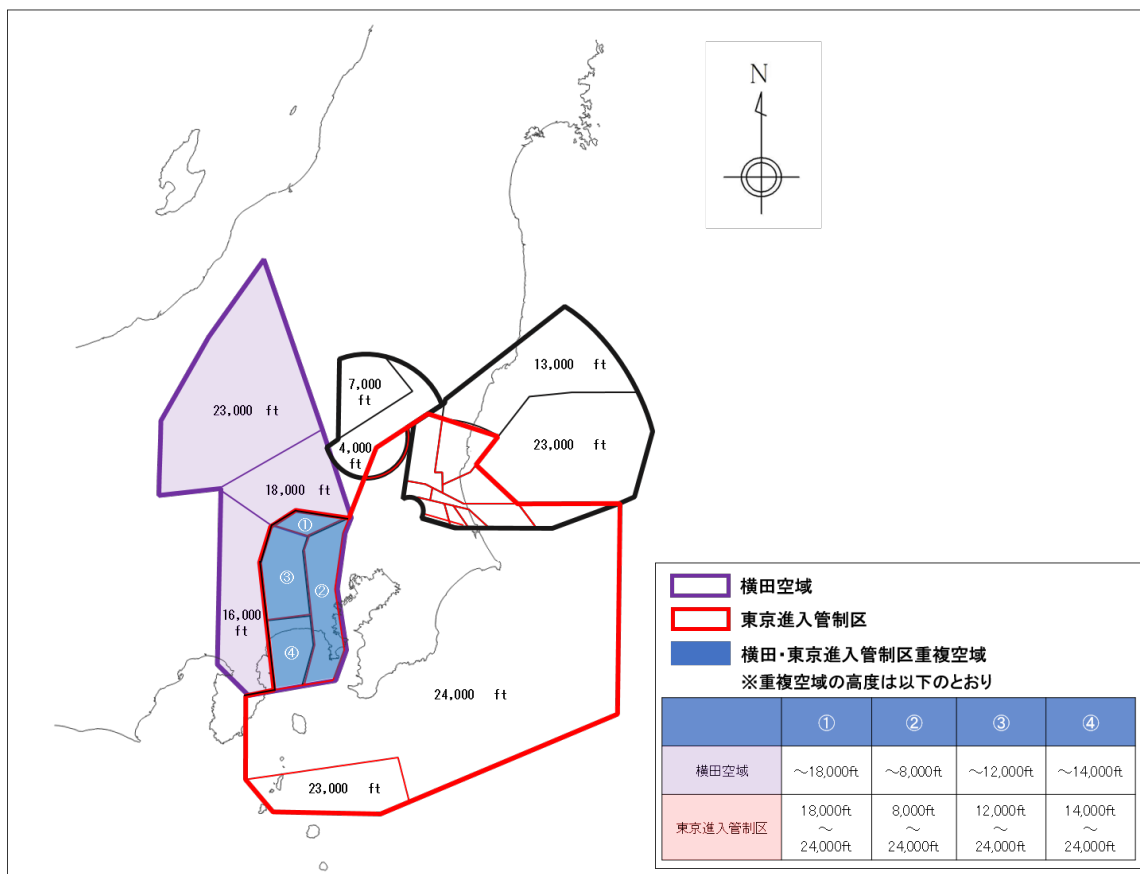 N
13,000 ft
7,000
ft
23,000 ft
23,000 ft
4,000
ft
18,000 ft
①
③
②
16,000
ft
④
24,000 ft
23,000 ft
横田空域
東京進入管制区
横田・東京進入管制区重複空域
※重複空域の高度は以下のとおり
① ② ③ ④
横田空域 ～18,000ft ～8,000ft ～12,000ft ～14,000ft
東京進入管制区 18,000ft ～ 24,000ft 8,000ft ～ 24,000ft 12,000ft ～ 24,000ft 14,000ft ～ 24,000ft